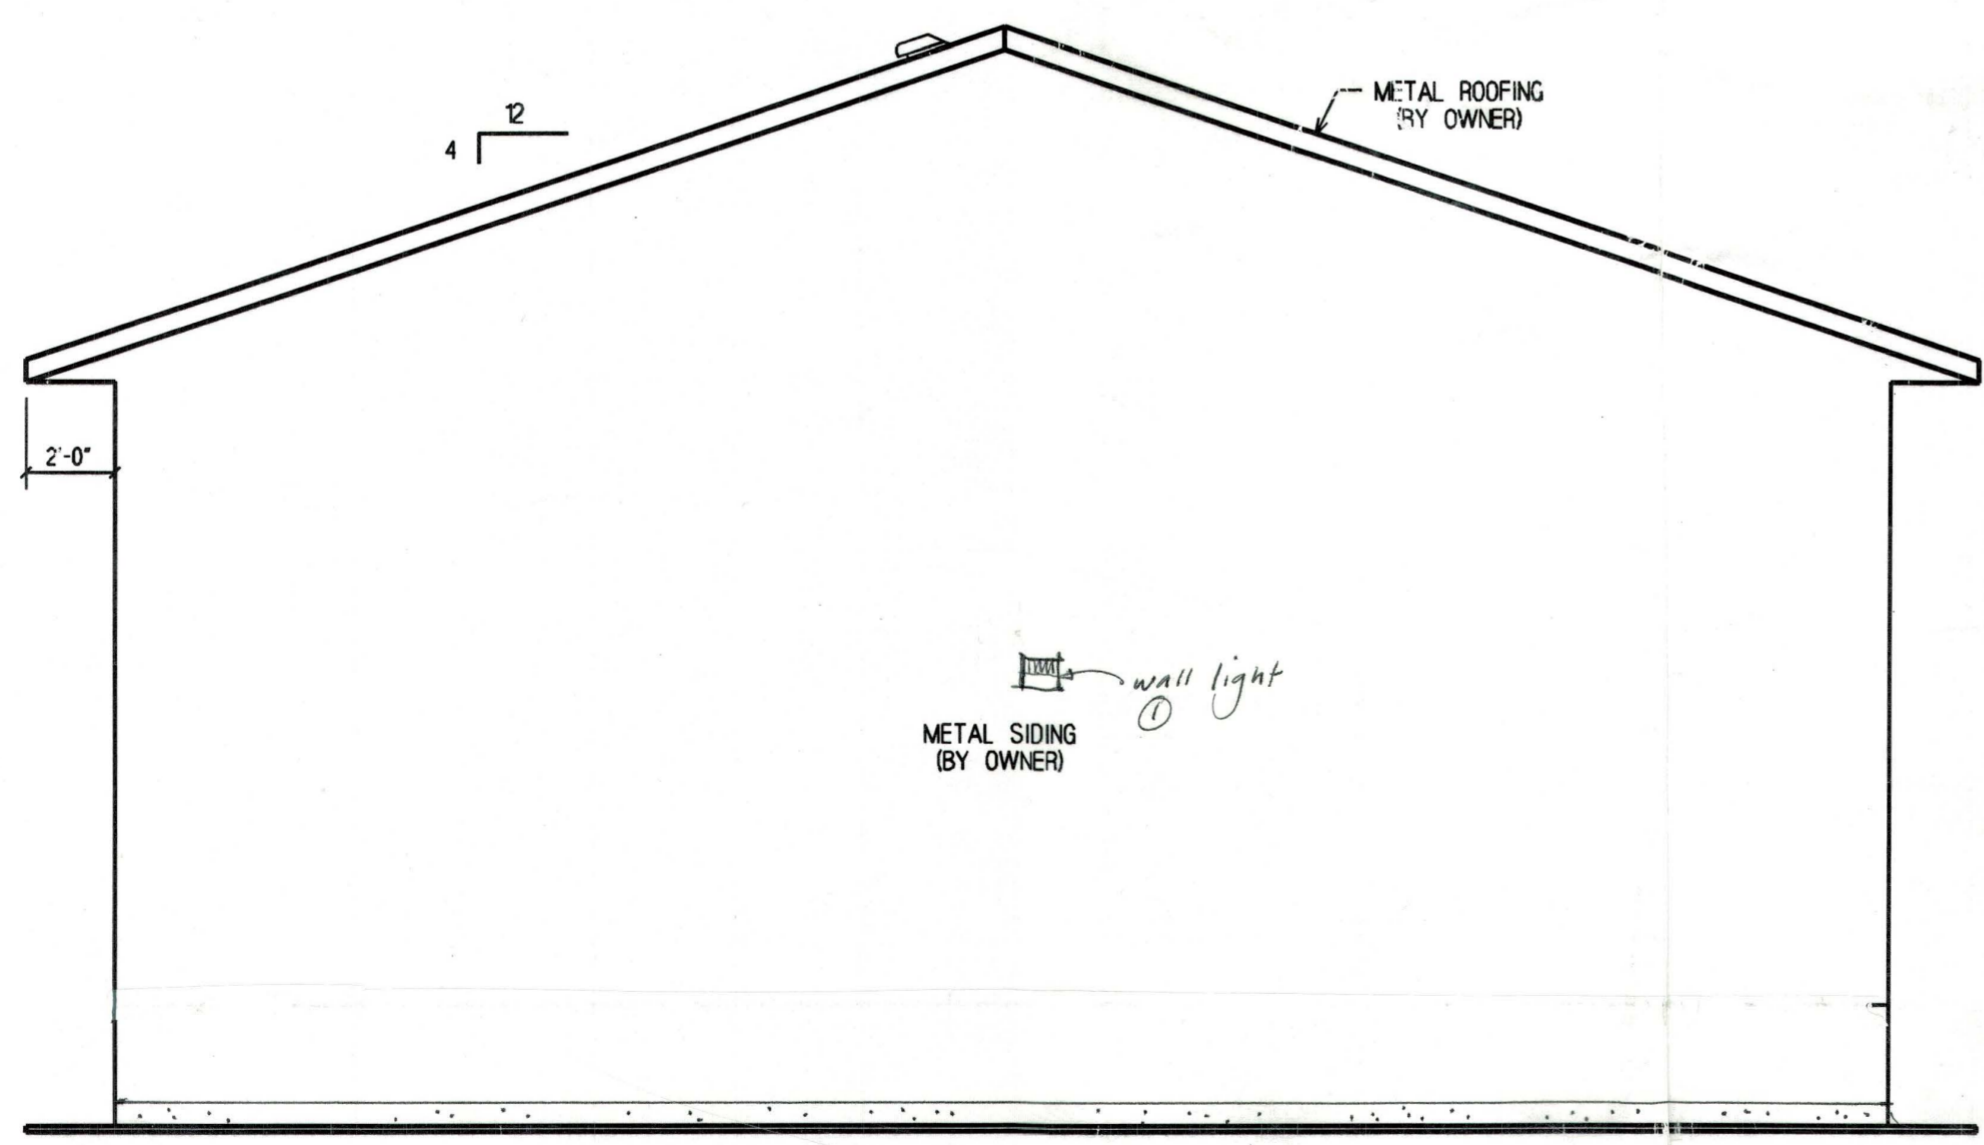 METAL ROOFING
(BY OWNER)
12
4
2'-0"
wall light
1
METAL SIDING
(BY OWNER)